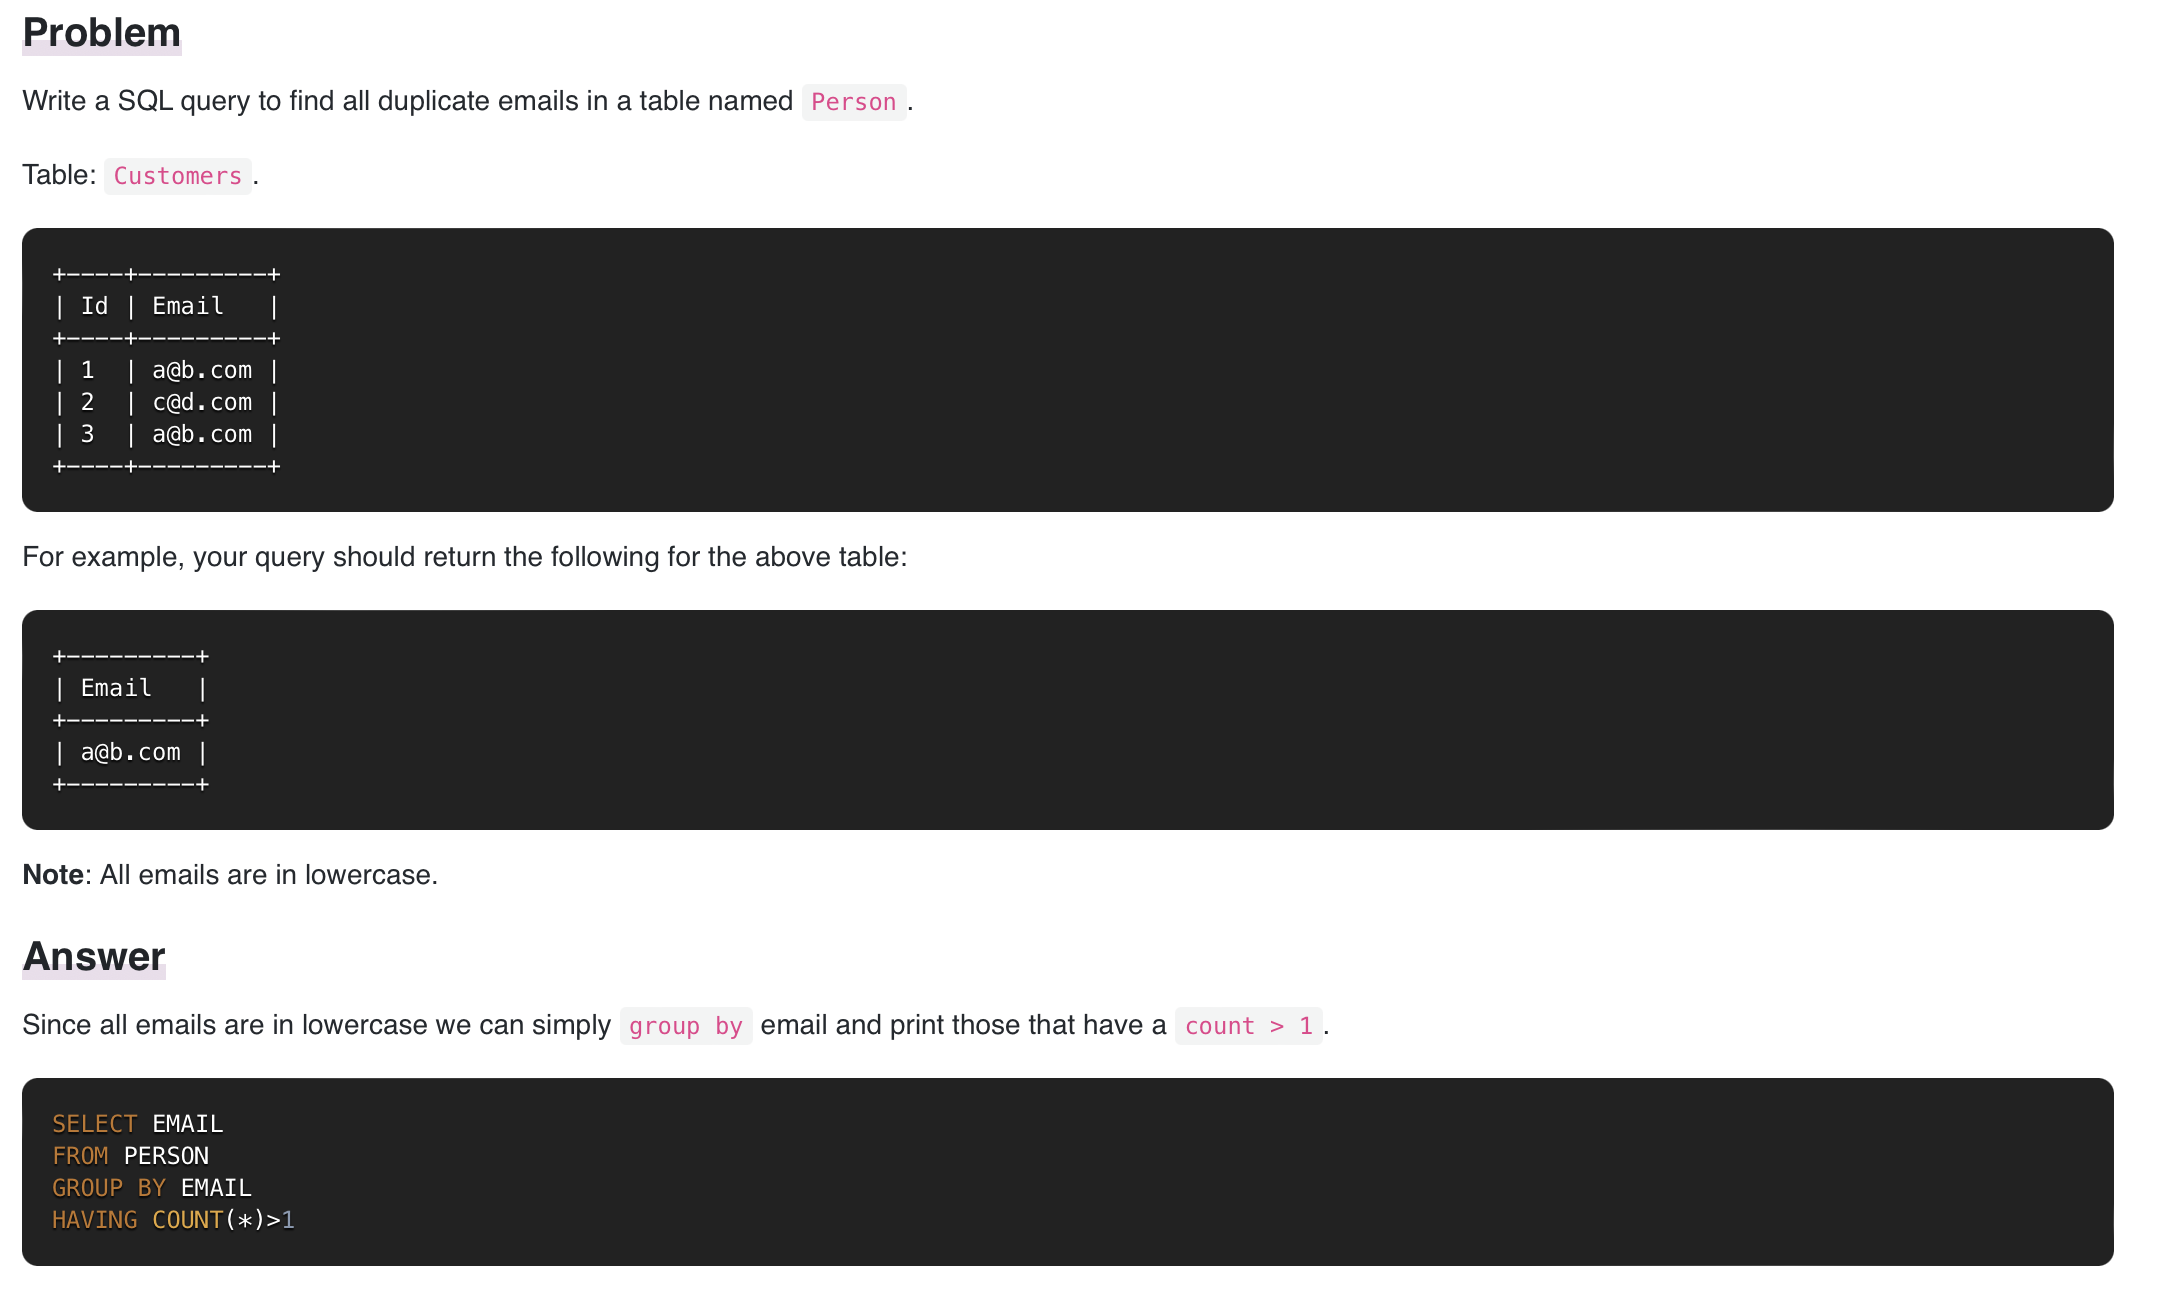 Problem
Write a SQL query to find all duplicate emails in a table named Person.
Table: Customers.
+----+---------+
| Id | Email   |
+----+---------+
| 1  | a@b.com |
| 2  | c@d.com |
| 3  | a@b.com |
+----+---------+
For example, your query should return the following for the above table:
+---------+
| Email   |
+---------+
| a@b.com |
+---------+
Note: All emails are in lowercase.
Answer
Since all emails are in lowercase we can simply group by email and print those that have a count > 1.
SELECT EMAIL
FROM PERSON
GROUP BY EMAIL
HAVING COUNT(*)>1